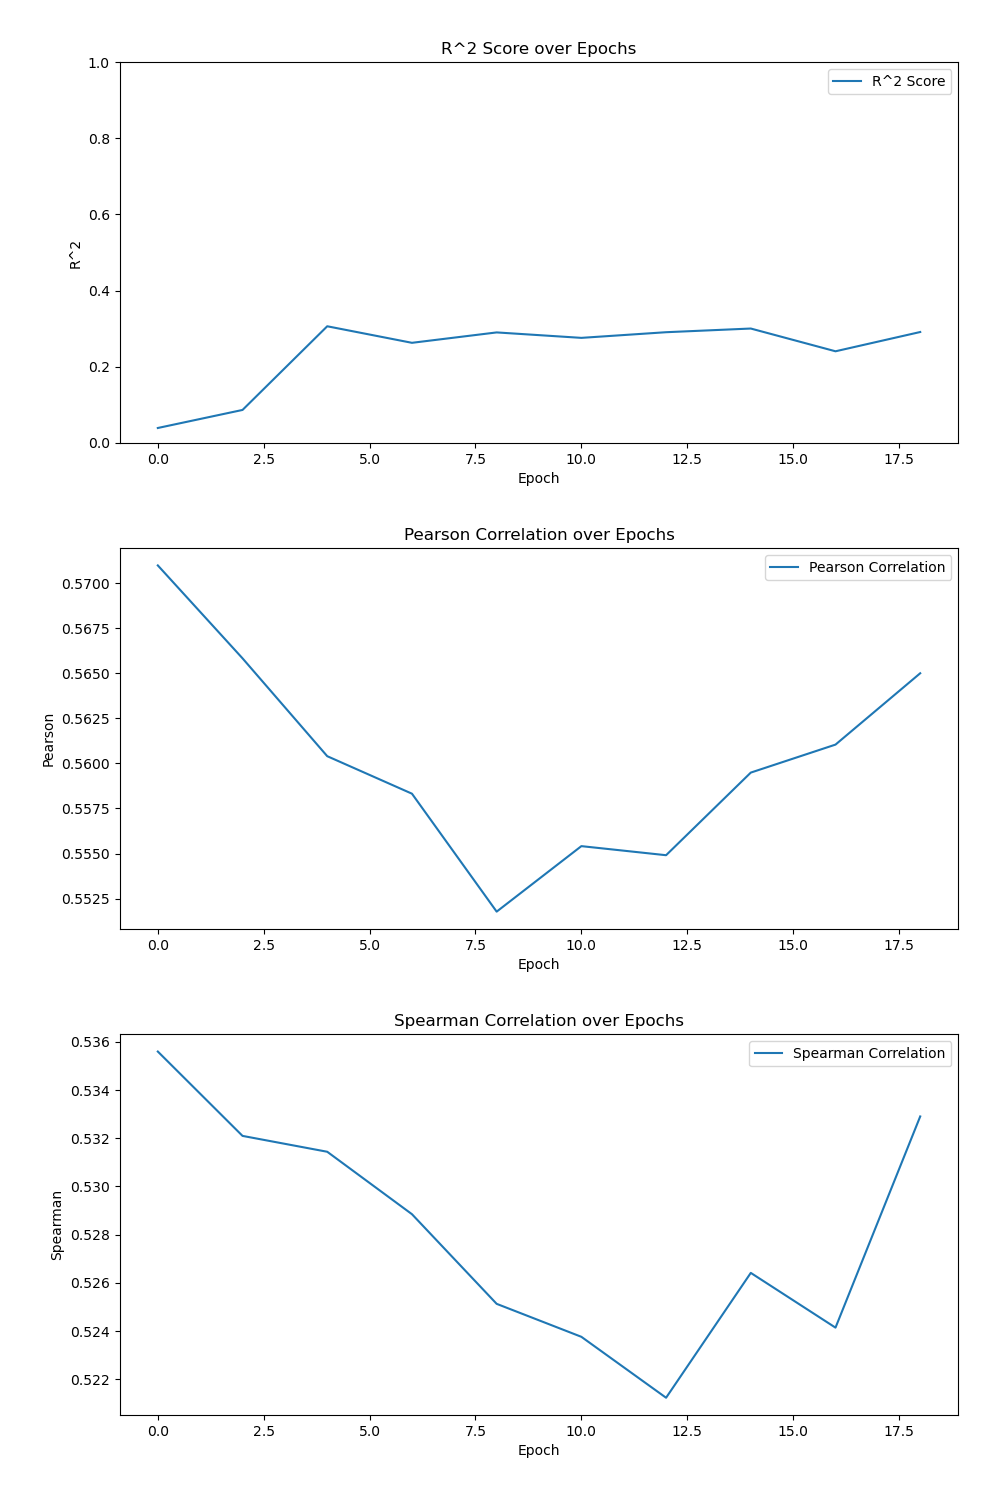 R^2 Score over Epochs
R^2 Score
1.0
0.8
0.6
0.4
0.2
0.0
R^2
0.0 2.5 5.0 7.5 10.0 12.5 15.0 17.5
Epoch
Pearson Correlation over Epochs
Pearson Correlation
0.5700
0.5675
0.5650
0.5625
0.5600
0.5575
0.5550
0.5525
Pearson
0.0 2.5 5.0 7.5 10.0 12.5 15.0 17.5
Epoch
Spearman Correlation over Epochs
Spearman Correlation
0.536
0.534
0.532
0.530
0.528
0.526
0.524
0.522
Spearman
0.0 2.5 5.0 7.5 10.0 12.5 15.0 17.5
Epoch